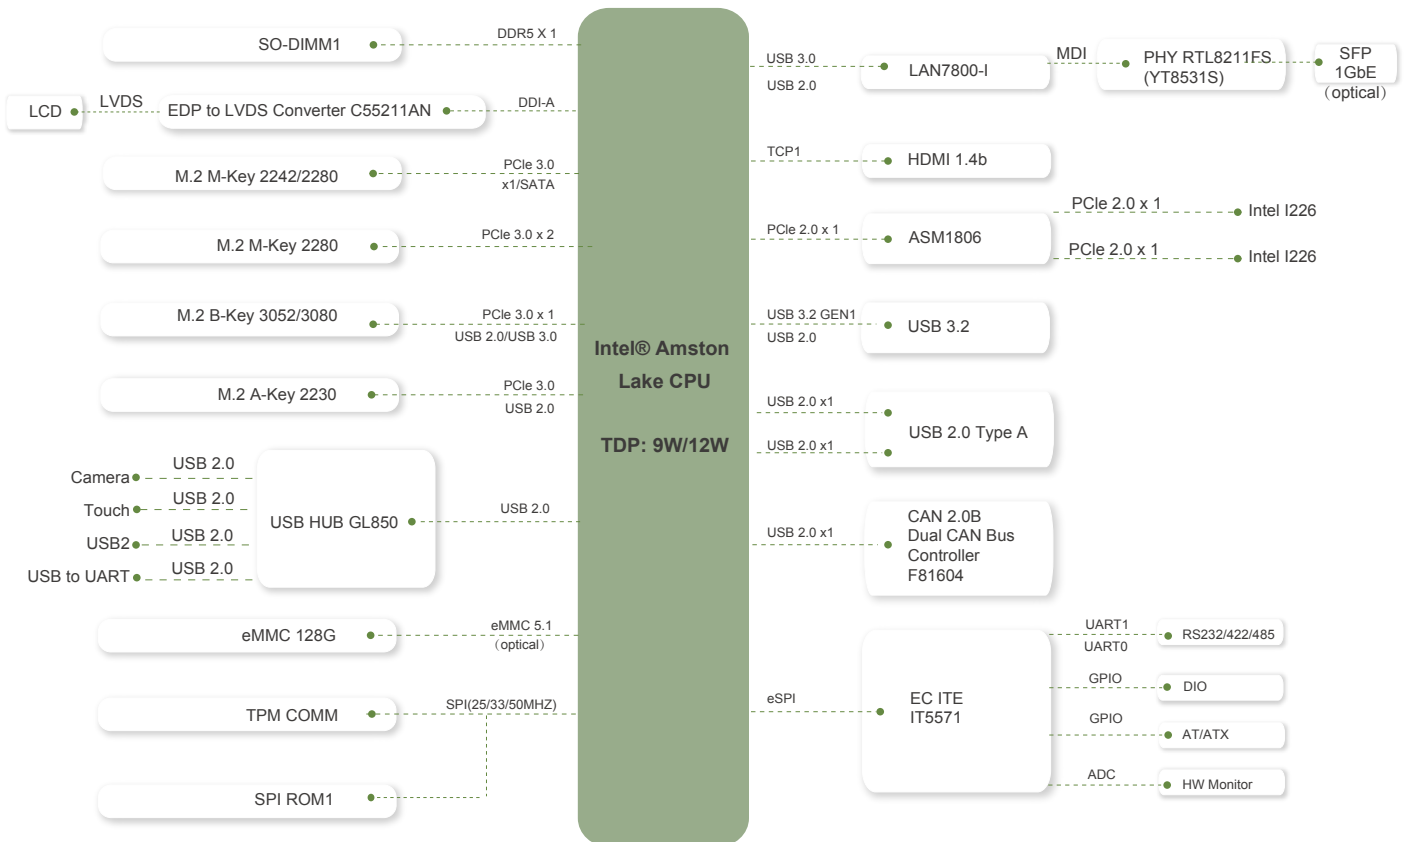 SO-DIMM1
DDR5 X 1
LCD
LVDS
EDP to LVDS Converter C55211AN
DDI-A
M.2 M-Key 2242/2280
PCIe 3.0
x1/SATA
M.2 M-Key 2280
PCIe 3.0 x 2
M.2 B-Key 3052/3080
PCIe 3.0 x 1
USB 2.0/USB 3.0
M.2 A-Key 2230
PCIe 3.0
USB 2.0
Camera
USB 2.0
Touch
USB 2.0
USB2
USB 2.0
USB to UART
USB 2.0
USB HUB GL850
USB 2.0
eMMC 128G
eMMC 5.1
（optical）
TPM COMM
SPI(25/33/50MHZ)
SPI ROM1
Intel® Amston
Lake CPU
TDP: 9W/12W
USB 3.0
USB 2.0
LAN7800-I
MDI
PHY RTL8211FS
(YT8531S)
SFP
1GbE
（optical）
TCP1
HDMI 1.4b
PCIe 2.0 x 1
ASM1806
PCIe 2.0 x 1
Intel I226
PCIe 2.0 x 1
Intel I226
USB 3.2 GEN1
USB 2.0
USB 3.2
USB 2.0 x1
USB 2.0 x1
USB 2.0 Type A
USB 2.0 x1
CAN 2.0B
Dual CAN Bus
Controller
F81604
eSPI
EC ITE
IT5571
UART1
UART0
RS232/422/485
GPIO
DIO
GPIO
AT/ATX
ADC
HW Monitor